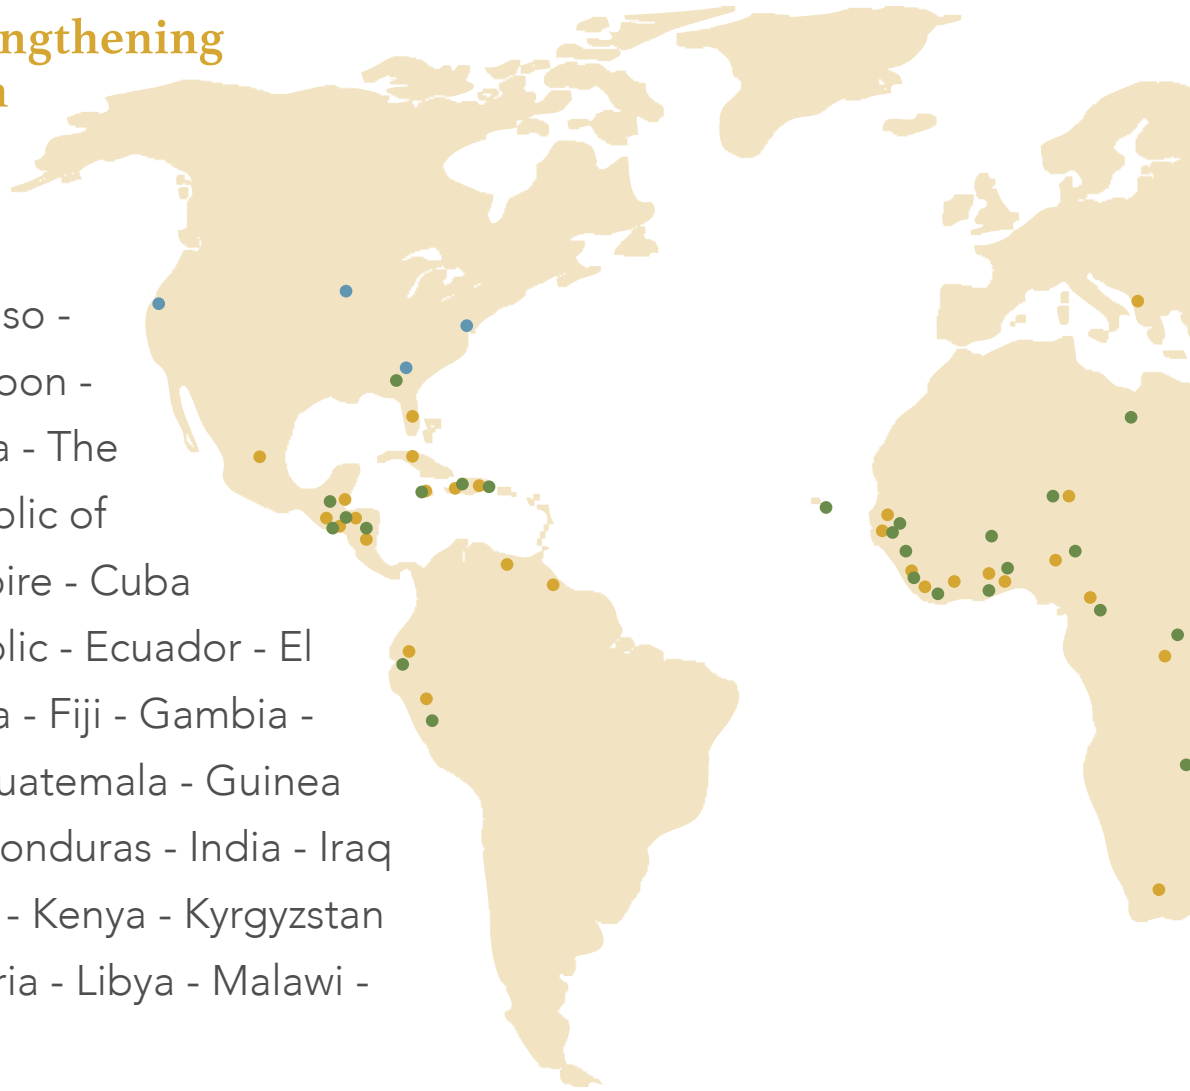 ngthening
so -
oon -
a - The
blic of
oire - Cuba
blic - Ecuador - El
a - Fiji - Gambia -
uatemala - Guinea
onduras - India - Iraq
- Kenya - Kyrgyzstan
ria - Libya - Malawi -